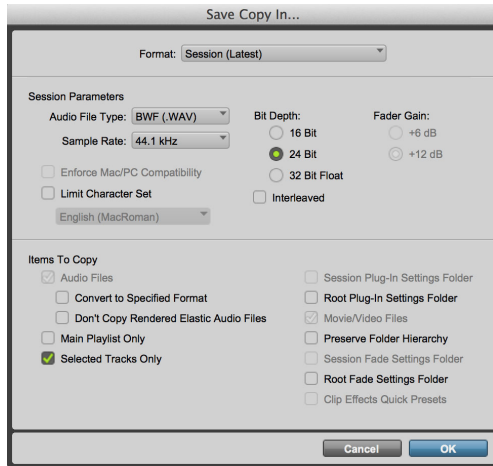 Save Copy In...
Format: Session (Latest)
Session Parameters
Audio File Type: BWF (.WAV)
Sample Rate: 44.1 kHz
Enforce Mac/PC Compatibility
Limit Character Set
English (MacRoman)
Bit Depth:
16 Bit
24 Bit
32 Bit Float
Interleaved
Fader Gain:
+6 dB
+12 dB
Items To Copy
Audio Files
Convert to Specified Format
Don't Copy Rendered Elastic Audio Files
Main Playlist Only
Selected Tracks Only
Session Plug-In Settings Folder
Root Plug-In Settings Folder
Movie/Video Files
Preserve Folder Hierarchy
Session Fade Settings Folder
Root Fade Settings Folder
Clip Effects Quick Presets
Cancel
OK